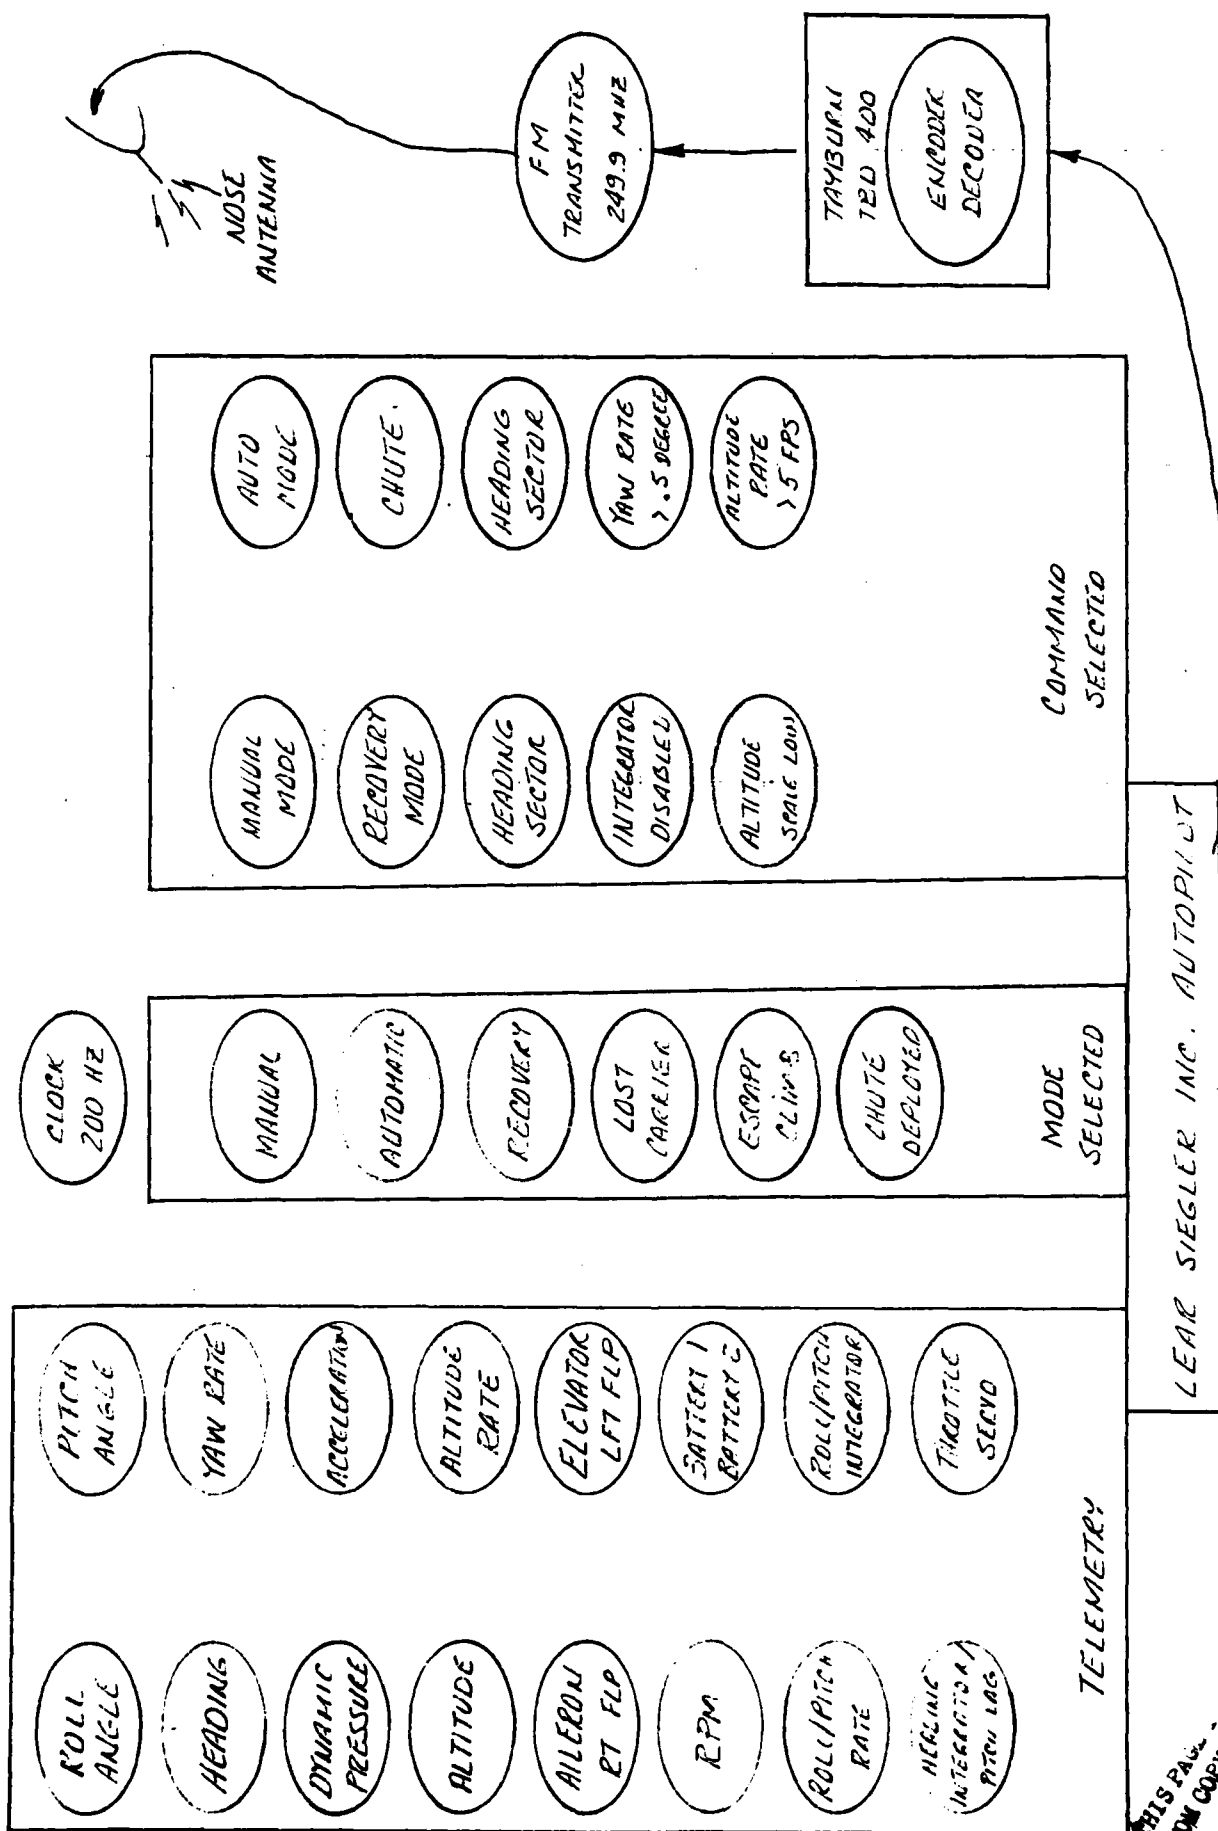 ROLL
ANGLE
PITCH
ANGLE
HEADING
YAW RATE
DYNAMIC
PRESSURE
ACCELERATION
ALTITUDE
ALTITUDE
RATE
AILERON
RT FLP
ELEVATOR
LFT FLP
RPM
BATTERY 1
BATTERY 2
ROLL/PITCH
RATE
ROLL/PITCH
INTEGRATOR
INTEGRATOR/
PITCH LAG
THROTTLE
SERVO
TELEMETRY
CLOCK
200 HZ
MANUAL
AUTOMATIC
RECOVERY
LOST
CARRIER
ESCAPE
CLIMB
CHUTE
DEPLOYED
MODE
SELECTED
MANUAL
MODE
AUTO
MODE
RECOVERY
MODE
CHUTE.
HEADING
SECTOR
HEADING
SECTOR
INTEGRATOR
DISABLED
YAW RATE
> .5 DEGREE
ALTITUDE
SCALE LOW
ALTITUDE
RATE
> 5 FPS
COMMAND
SELECTED
LEAR SIEGLER INC. AUTOPILOT
NOSE
ANTENNA
FM
TRANSMITTER
249.9 MHZ
TAYBURN
TED 400
ENCODER
DECODER
THIS PAGE
COPY